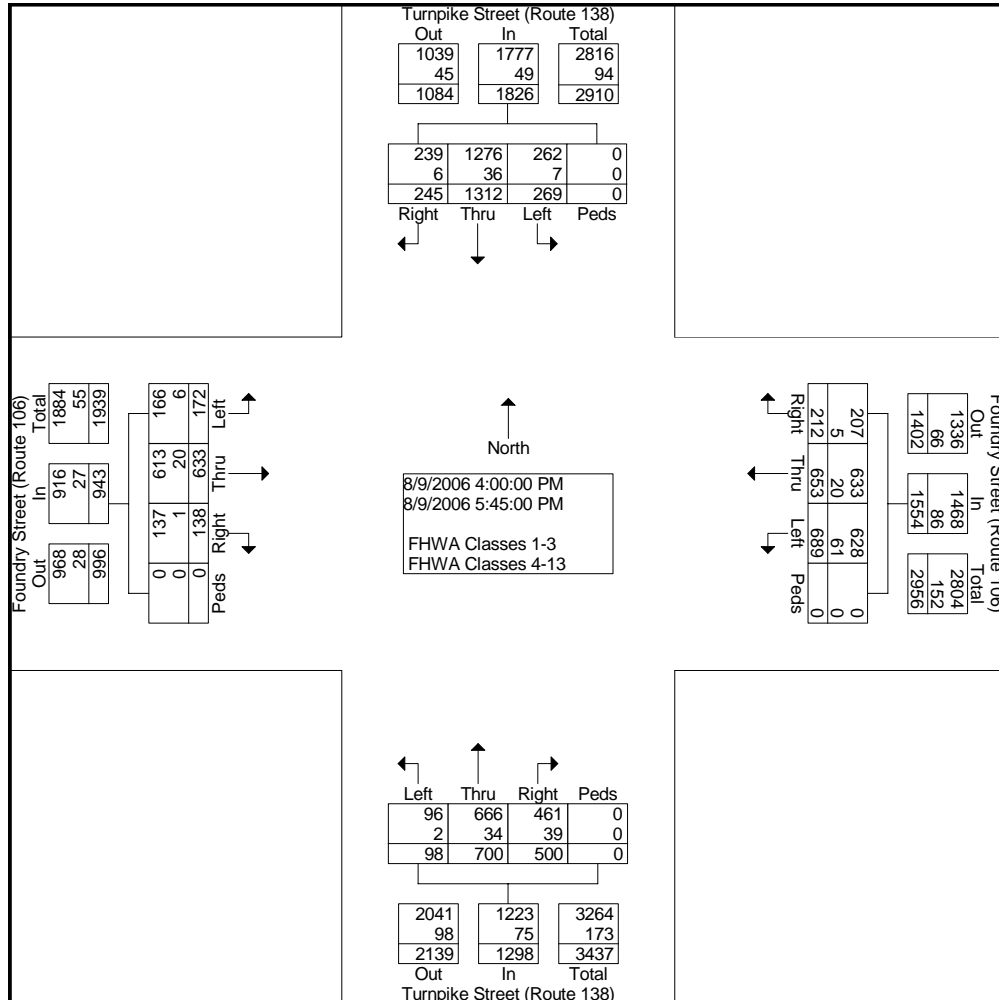 Turnpike Street (Route 138)
Out In Total
1039 1777 2816
45 49 94
1084 1826 2910
239 1276 262 0
6 36 7 0
245 1312 269 0
Right Thru Left Peds
Foundry Street (Route 106)
Total In Out
1884 916 968
55 27 28
1939 943 996
166 613 137 0
6 20 1 0
172 633 138 0
Left Thru Right Peds
North
8/9/2006 4:00:00 PM
8/9/2006 5:45:00 PM
FHWA Classes 1-3
FHWA Classes 4-13
Foundry Street (Route 106)
Out In Total
1336 1468 2804
66 86 152
1402 1554 2956
207 633 628 0
5 20 61 0
212 653 689 0
Right Thru Left Peds
Left Thru Right Peds
96 666 461 0
2 34 39 0
98 700 500 0
2041 1223 3264
98 75 173
2139 1298 3437
Out In Total
Turnpike Street (Route 138)